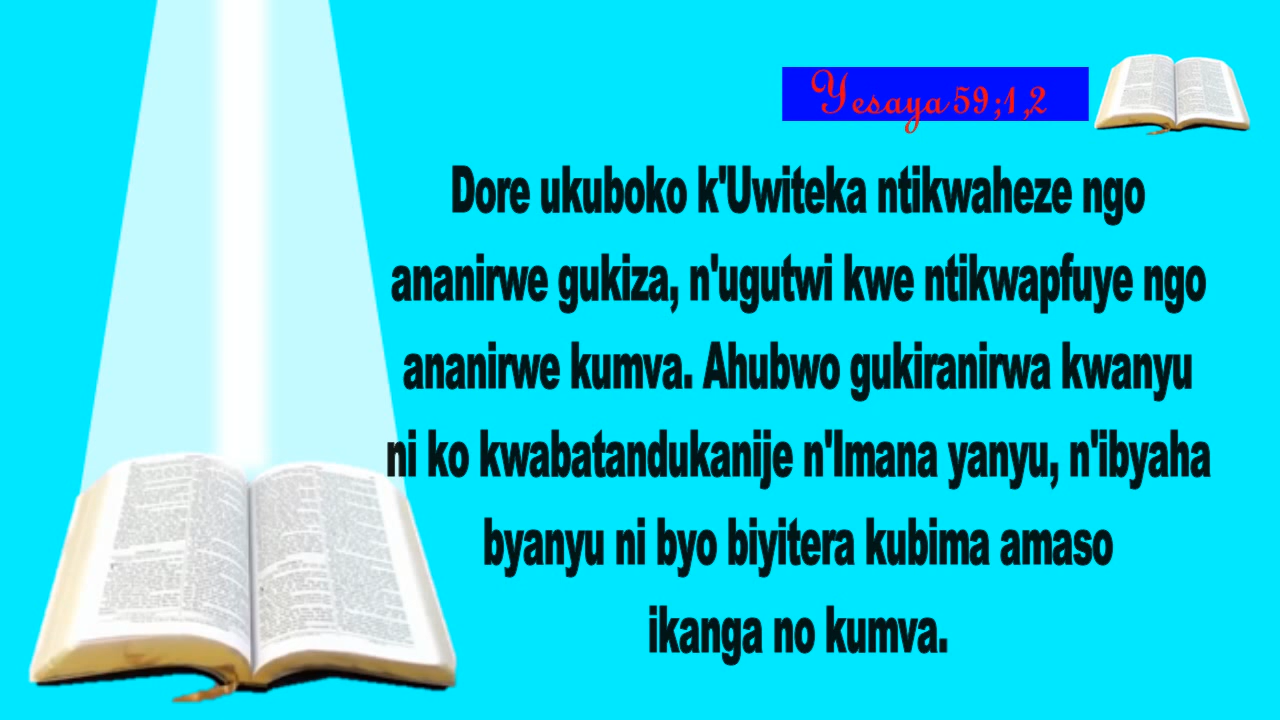 Yesaya 59;1,2
Dore ukuboko k'Uwiteka ntikwaheze ngo
ananirwe gukiza, n'ugutwi kwe ntikwapfuye ngo
ananirwe kumva. Ahubwo gukiranirwa kwanyu
ni ko kwabatandukanije n'Imana yanyu, n'ibyaha
byanyu ni byo biyitera kubima amaso
ikanga no kumva.